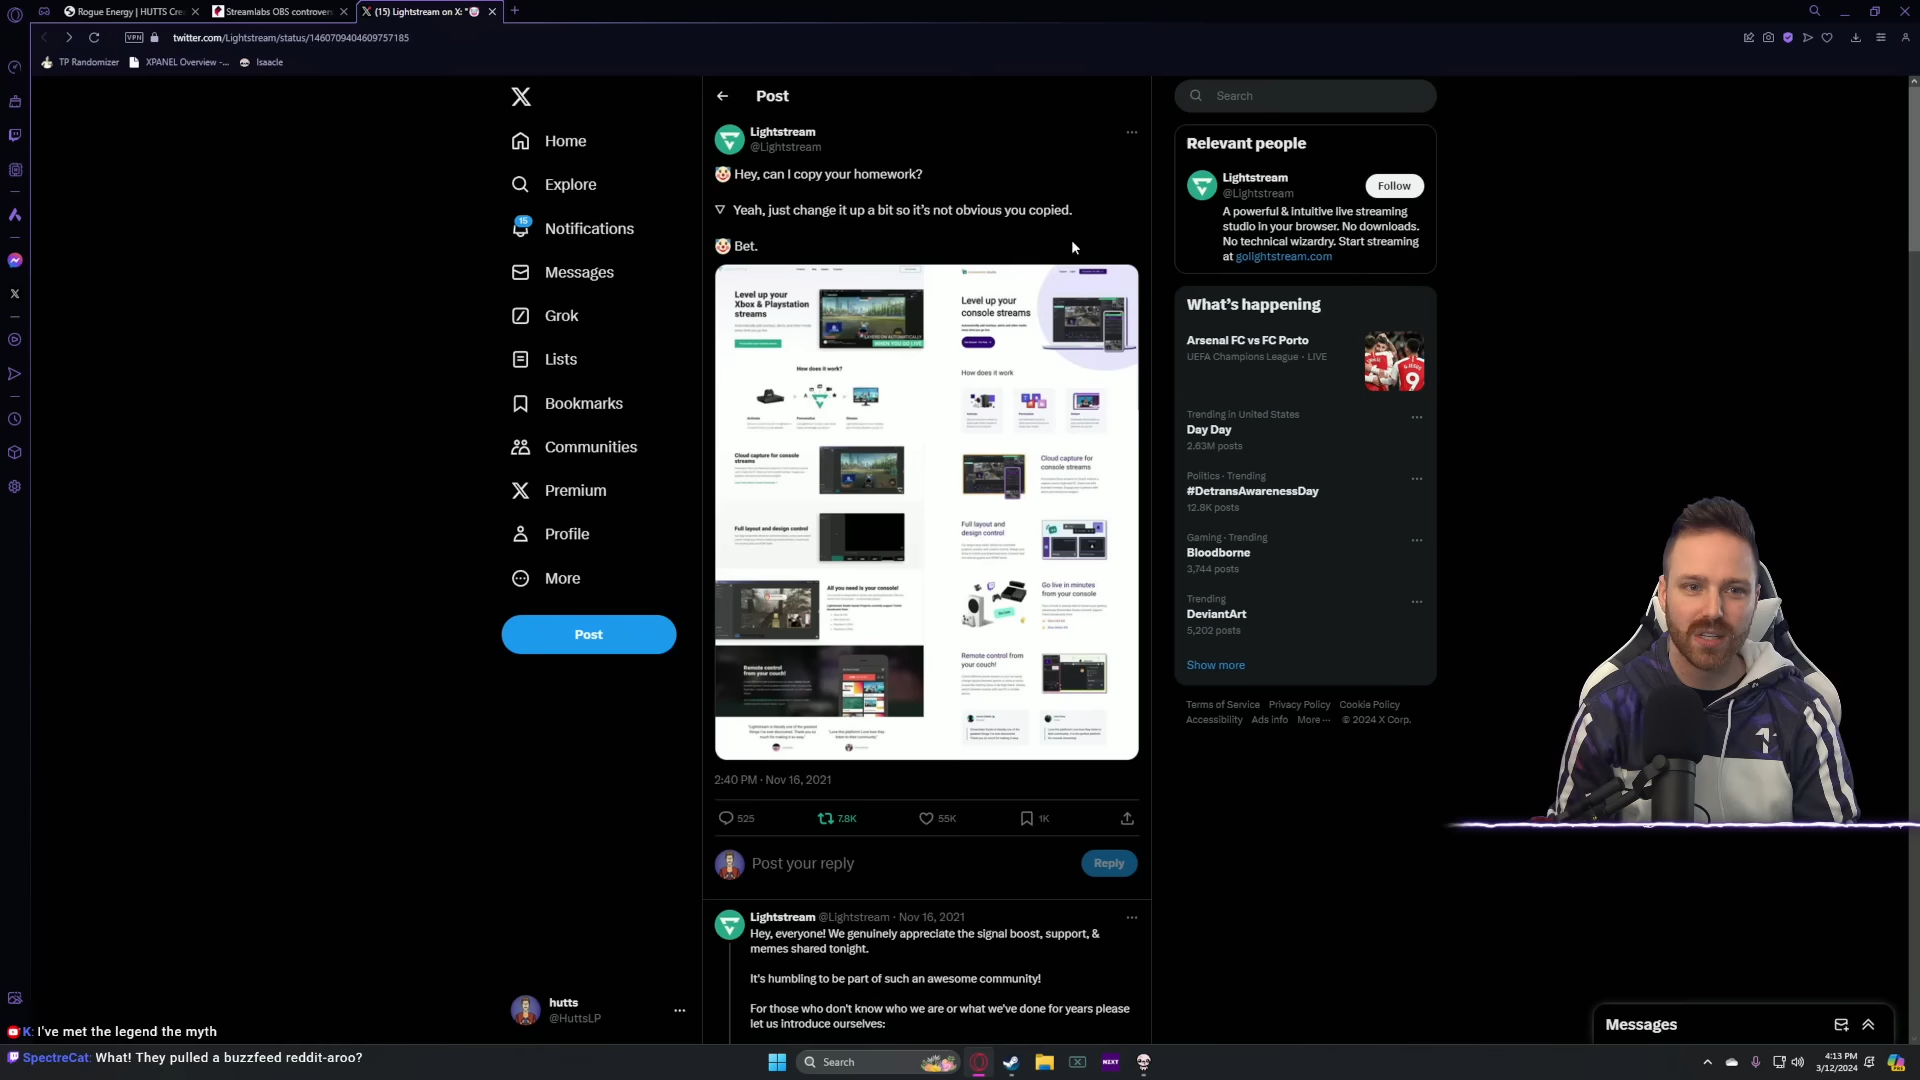 Rogue Energy | HUTTS Cre
Streamlabs OBS controvers
(15) Lightstream on X: "
VPN
twitter.com/Lightstream/status/1460709404609757185
TP Randomizer
XPANEL Overview -...
Isaacle
Home
Explore
15
Notifications
Messages
Grok
Lists
Bookmarks
Communities
Premium
Profile
More
Post
hutts
@HuttsLP
Post
Lightstream
@Lightstream
Hey, can I copy your homework?
Yeah, just change it up a bit so it's not obvious you copied.
Bet.
Level up your
Xbox & Playstation
streams
LAYERS ON AUTOMATICALLY
WHEN YOU GO LIVE
How does it work?
Cloud capture for console
streams
Full layout and design control
All you need is your console!
Remote control
from your couch!
Level up your
console streams
How does it work
Cloud capture for
console streams
Full layout and
design control
Go live in minutes
from your console
Remote control from
your couch!
2:40 PM · Nov 16, 2021
525
7.8K
55K
1K
Post your reply
Reply
Lightstream @Lightstream · Nov 16, 2021
Hey, everyone! We genuinely appreciate the signal boost, support, &
memes shared tonight.
It's humbling to be part of such an awesome community!
For those who don't know who we are or what we've done for years please
let us introduce ourselves:
Search
Relevant people
Lightstream
@Lightstream
Follow
A powerful & intuitive live streaming
studio in your browser. No downloads.
No technical wizardry. Start streaming
at golightstream.com
What's happening
Arsenal FC vs FC Porto
UEFA Champions League · LIVE
9
Trending in United States
Day Day
2.63M posts
Politics · Trending
#DetransAwarenessDay
12.8K posts
Gaming · Trending
Bloodborne
3,744 posts
Trending
DeviantArt
5,202 posts
Show more
Terms of Service Privacy Policy Cookie Policy
Accessibility Ads info More ··· © 2024 X Corp.
Messages
K: I've met the legend the myth
SpectreCat: What! They pulled a buzzfeed reddit-aroo?
Search
NZXT
4:13 PM
3/12/2024